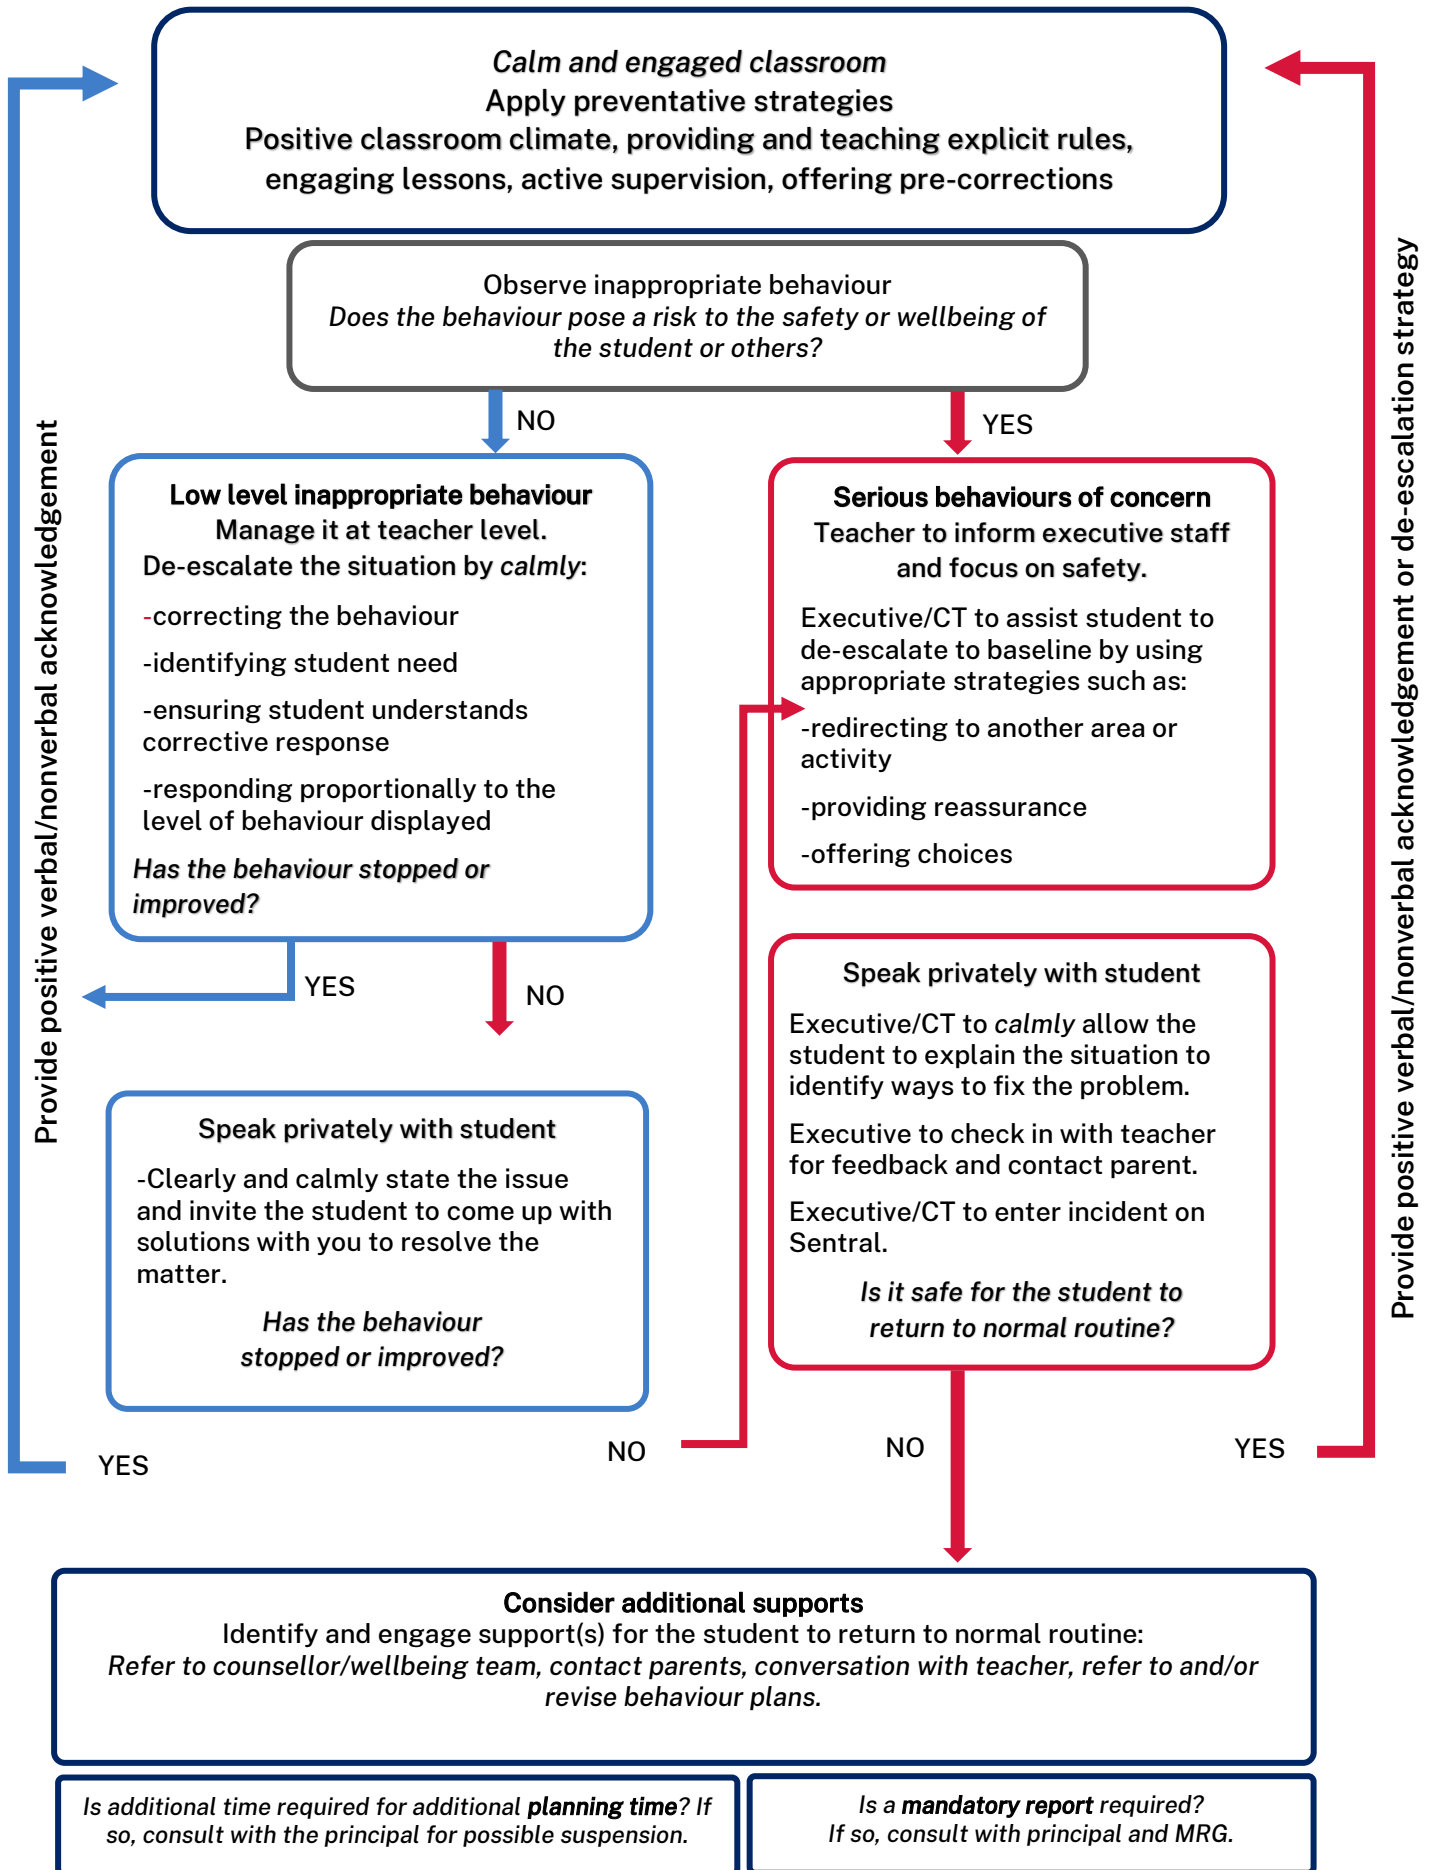 Calm and engaged classroom
Apply preventative strategies
Positive classroom climate, providing and teaching explicit rules,
engaging lessons, active supervision, offering pre-corrections
Observe inappropriate behaviour
Does the behaviour pose a risk to the safety or wellbeing of
the student or others?
NO
YES
Low level inappropriate behaviour
Manage it at teacher level.
De-escalate the situation by calmly:
-correcting the behaviour
-identifying student need
-ensuring student understands
corrective response
-responding proportionally to the
level of behaviour displayed
Has the behaviour stopped or
improved?
YES
NO
Serious behaviours of concern
Teacher to inform executive staff
and focus on safety.
Executive/CT to assist student to
de-escalate to baseline by using
appropriate strategies such as:
-redirecting to another area or
activity
-providing reassurance
-offering choices
Speak privately with student
-Clearly and calmly state the issue
and invite the student to come up with
solutions with you to resolve the
matter.
Has the behaviour
stopped or improved?
YES
NO
Speak privately with student
Executive/CT to calmly allow the
student to explain the situation to
identify ways to fix the problem.
Executive to check in with teacher
for feedback and contact parent.
Executive/CT to enter incident on
Sentral.
Is it safe for the student to
return to normal routine?
NO
YES
Provide positive verbal/nonverbal acknowledgement
Provide positive verbal/nonverbal acknowledgement or de-escalation strategy
Consider additional supports
Identify and engage support(s) for the student to return to normal routine:
Refer to counsellor/wellbeing team, contact parents, conversation with teacher, refer to and/or
revise behaviour plans.
Is additional time required for additional planning time? If
so, consult with the principal for possible suspension.
Is a mandatory report required?
If so, consult with principal and MRG.